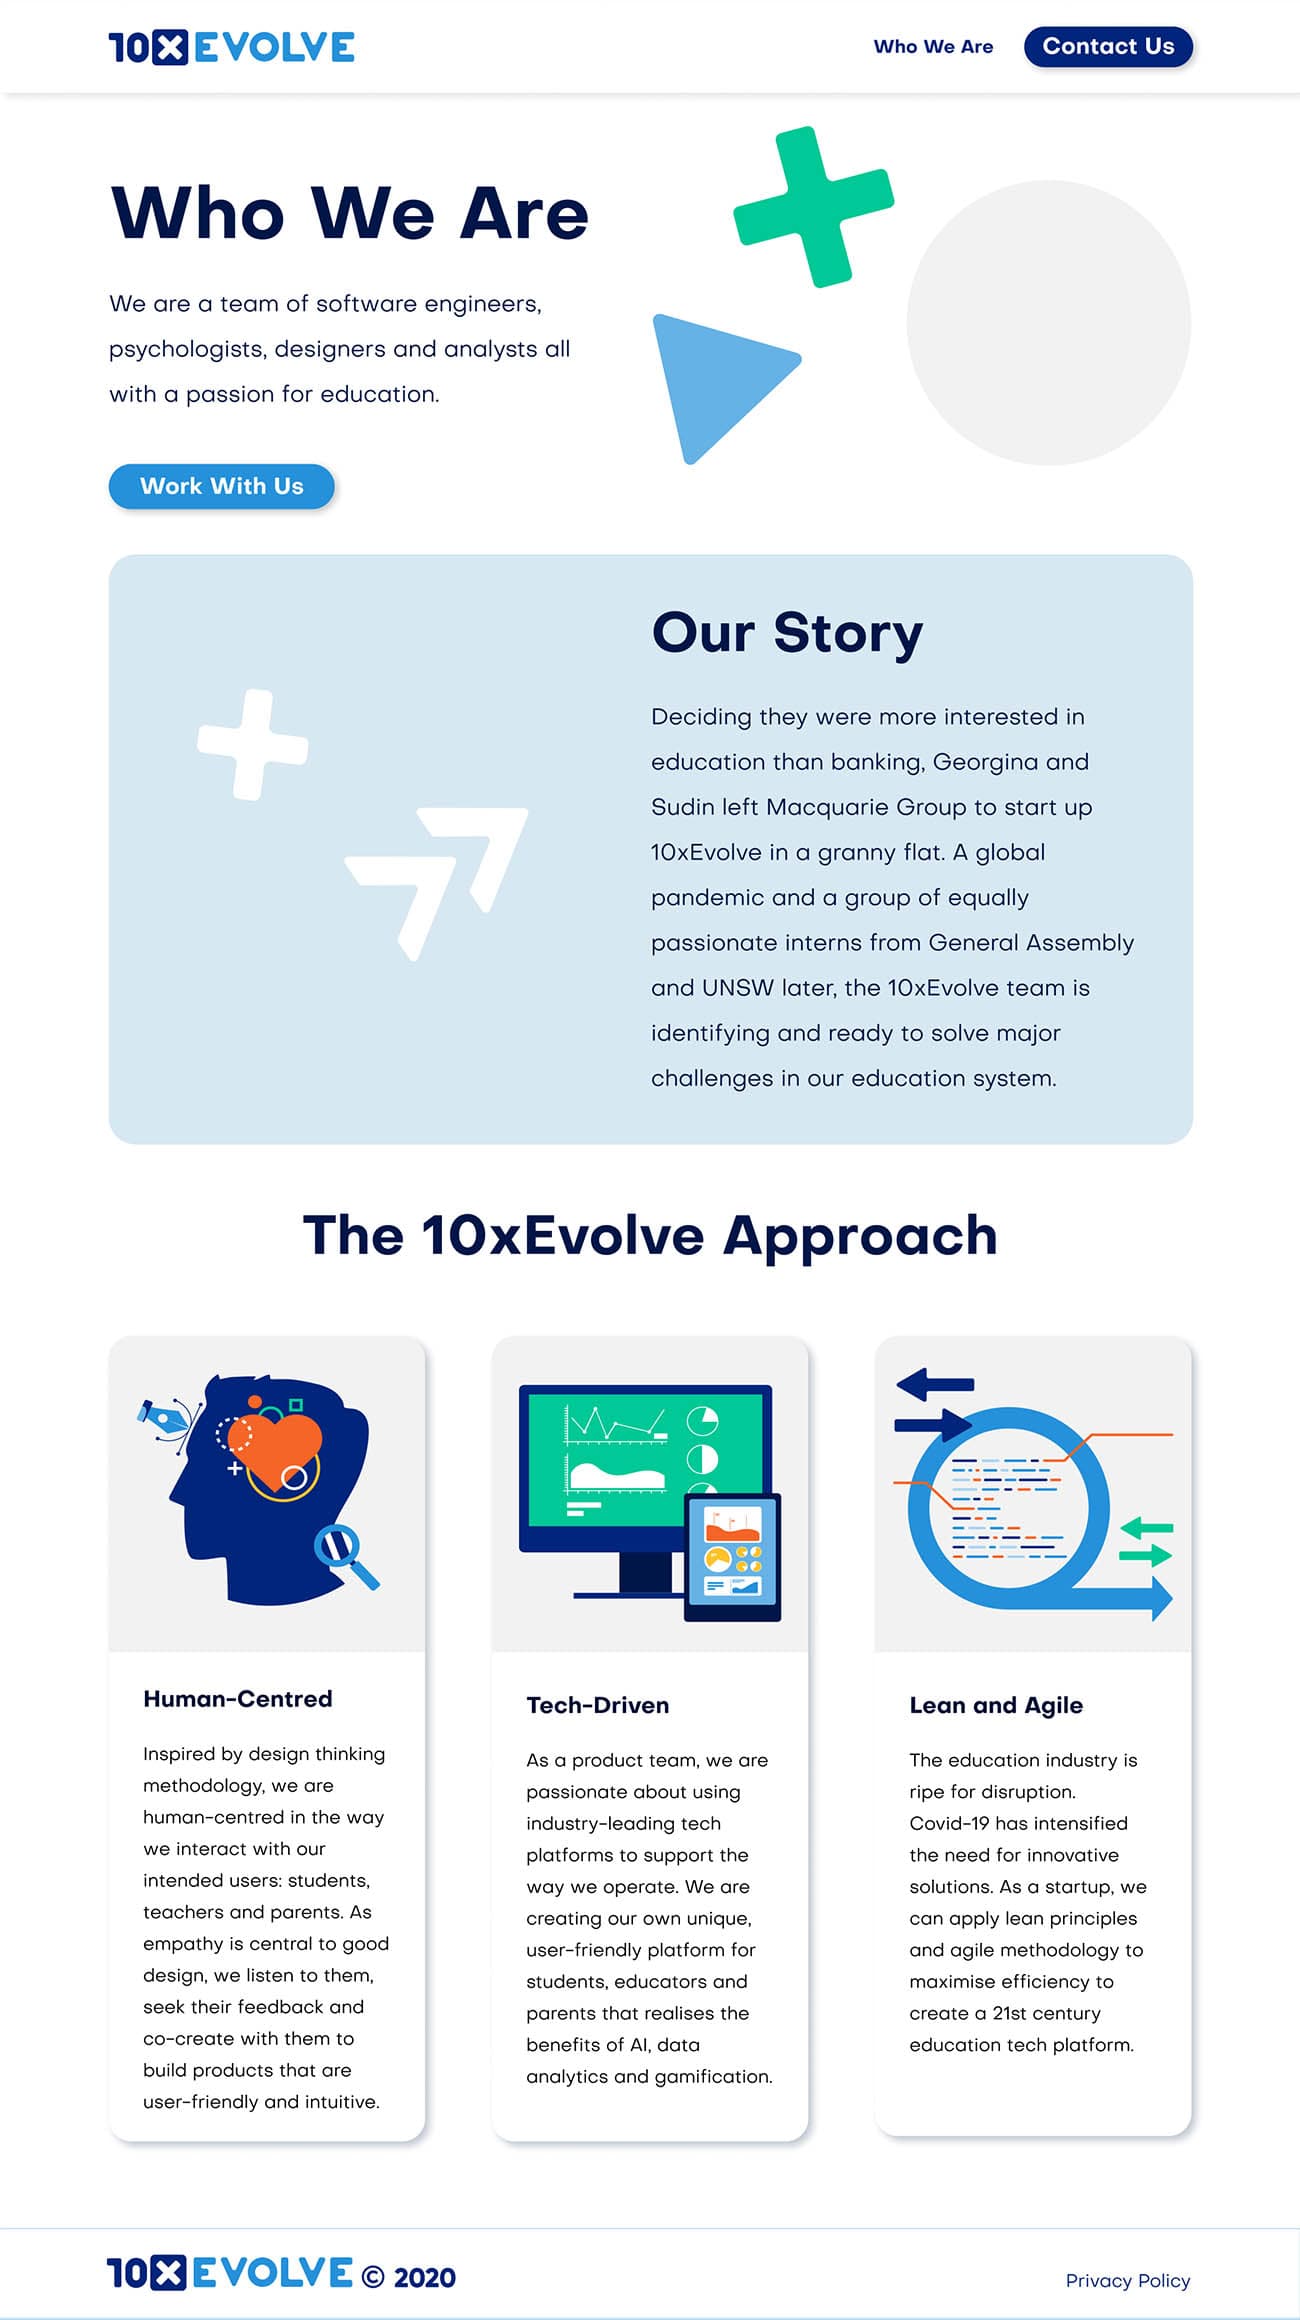 10XEVOLVE
Who We Are
Contact Us
Who We Are
We are a team of software engineers,
psychologists, designers and analysts all
with a passion for education.
Work With Us
Our Story
Deciding they were more interested in
education than banking, Georgina and
Sudin left Macquarie Group to start up
10xEvolve in a granny flat. A global
pandemic and a group of equally
passionate interns from General Assembly
and UNSW later, the 10xEvolve team is
identifying and ready to solve major
challenges in our education system.
The 10xEvolve Approach
Human-Centred
Inspired by design thinking
methodology, we are
human-centred in the way
we interact with our
intended users: students,
teachers and parents. As
empathy is central to good
design, we listen to them,
seek their feedback and
co-create with them to
build products that are
user-friendly and intuitive.
Tech-Driven
As a product team, we are
passionate about using
industry-leading tech
platforms to support the
way we operate. We are
creating our own unique,
user-friendly platform for
students, educators and
parents that realises the
benefits of AI, data
analytics and gamification.
Lean and Agile
The education industry is
ripe for disruption.
Covid-19 has intensified
the need for innovative
solutions. As a startup, we
can apply lean principles
and agile methodology to
maximise efficiency to
create a 21st century
education tech platform.
10XEVOLVE © 2020
Privacy Policy